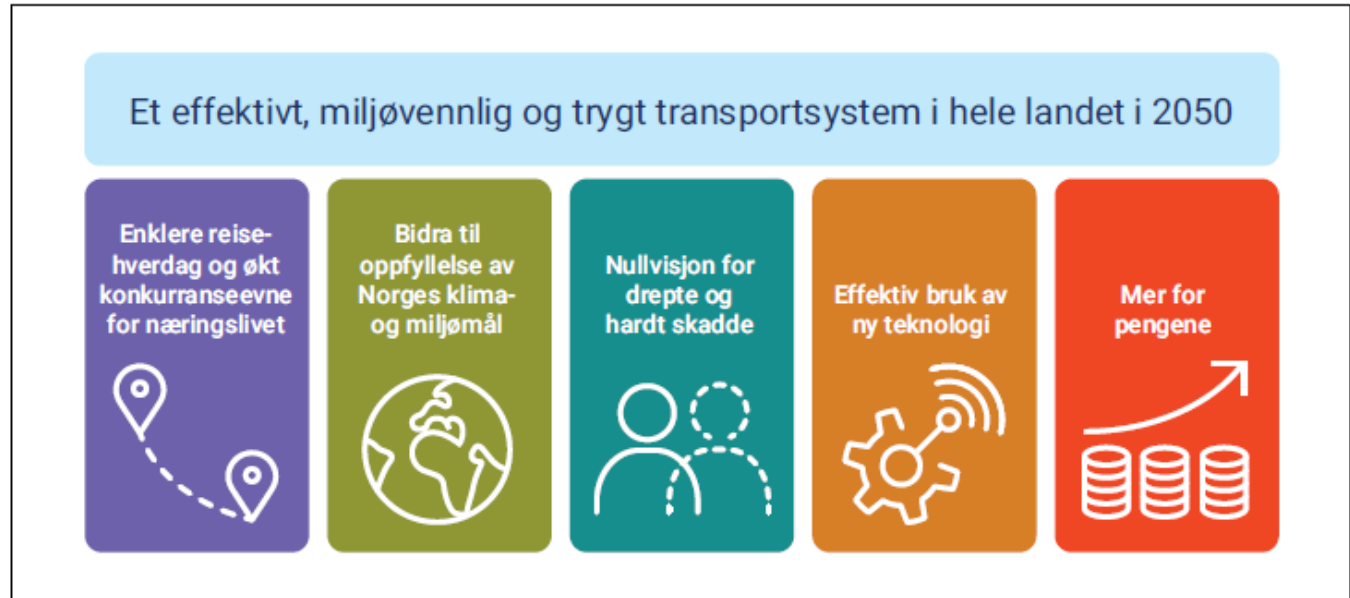 Et effektivt, miljøvennlig og trygt transportsystem i hele landet i 2050
Enklere reise-
hverdag og økt
konkurranseevne
for næringslivet
Bidra til
oppfyllelse av
Norges klima-
og miljømål
Nullvisjon for
drepte og
hardt skadde
Effektiv bruk av
ny teknologi
Mer for
pengene